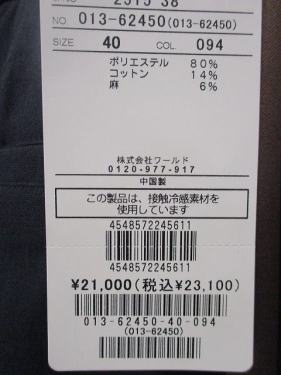 NO 013-62450(013-62450)
SIZE 40 COL. 094
ポリエステル 80%
コットン 14%
麻 6%
株式会社ワールド
0120-977-917
中国製
この製品は、接触冷感素材を
使用しています
4548572245611
4548572245611
¥21,000(税込¥23,100)
013-62450-40-094
(013-62450)